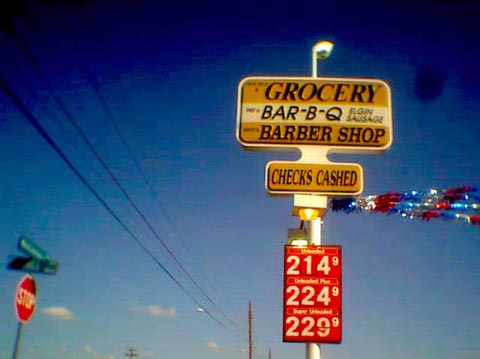 GROCERY
BAR-B-Q ELGIN SAUSAGE
BARBER SHOP
CHECKS CASHED
Unleaded
214 9
Unleaded Plus
224 9
Super Unleaded
229 9
STOP